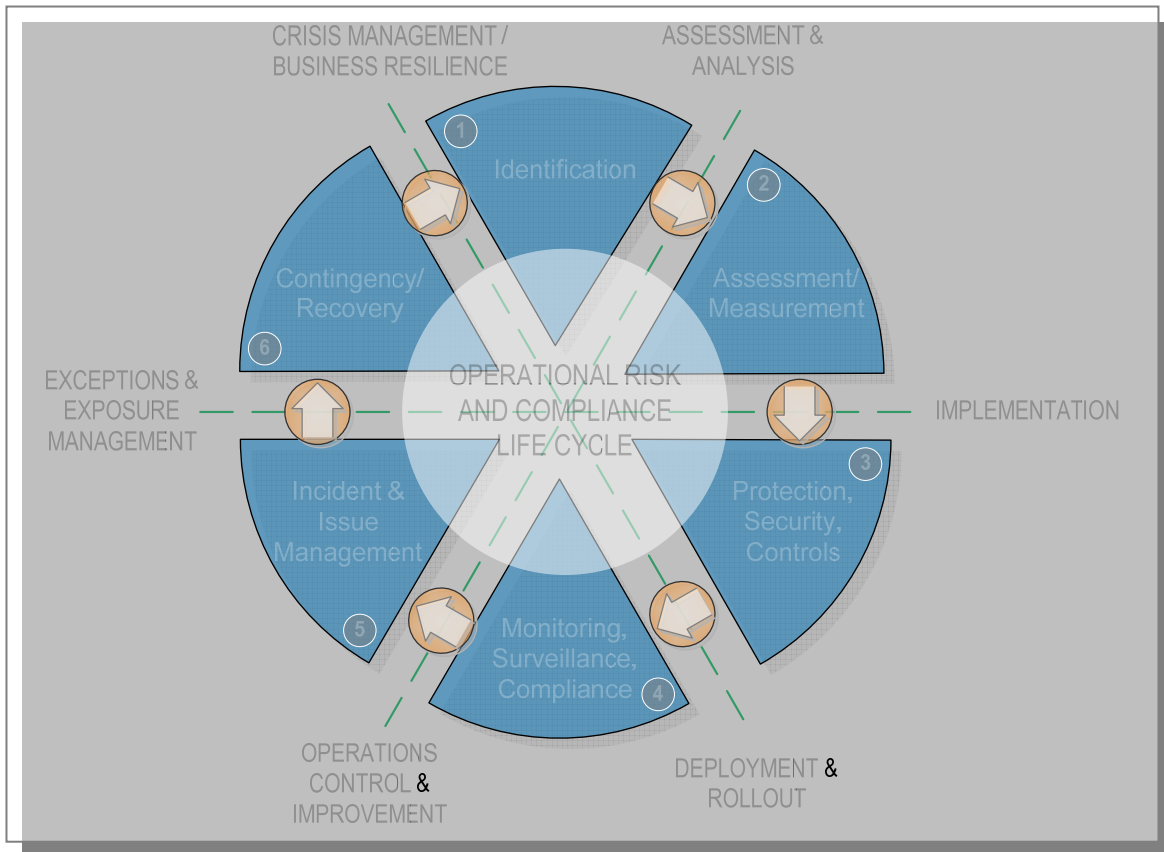 CRISIS MANAGEMENT /
BUSINESS RESILIENCE
ASSESSMENT &
ANALYSIS
1
Identification
2
Assessment/
Measurement
Contingency/
Recovery
6
OPERATIONAL RISK
AND COMPLIANCE
LIFE CYCLE
EXCEPTIONS &
EXPOSURE
MANAGEMENT
IMPLEMENTATION
3
Protection,
Security,
Controls
Incident &
Issue
Management
5
Monitoring,
Surveillance,
Compliance
4
OPERATIONS
CONTROL &
IMPROVEMENT
DEPLOYMENT &
ROLLOUT